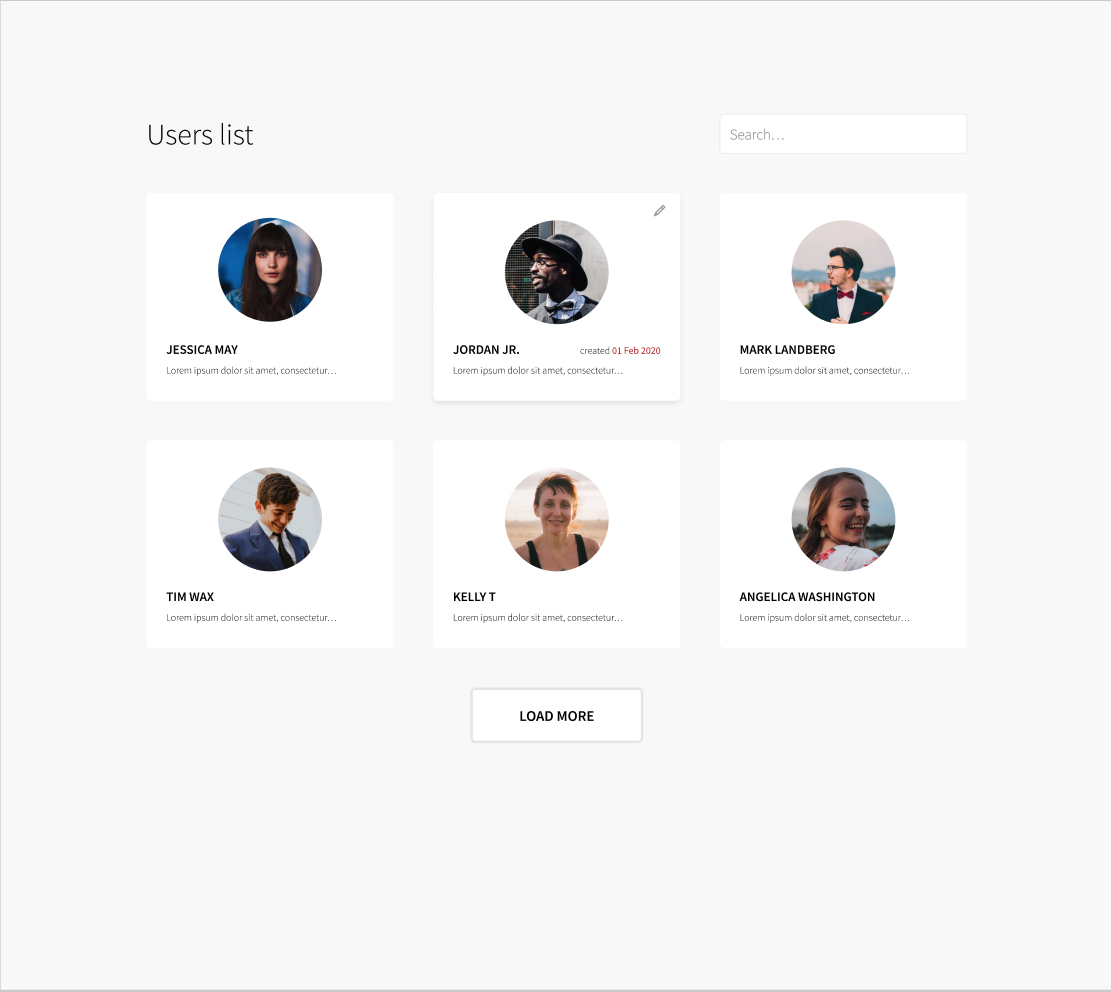 Users list
Search…
JESSICA MAY
Lorem ipsum dolor sit amet, consectetur…
JORDAN JR.
created 01 Feb 2020
Lorem ipsum dolor sit amet, consectetur…
MARK LANDBERG
Lorem ipsum dolor sit amet, consectetur…
TIM WAX
Lorem ipsum dolor sit amet, consectetur…
KELLY T
Lorem ipsum dolor sit amet, consectetur…
ANGELICA WASHINGTON
Lorem ipsum dolor sit amet, consectetur…
LOAD MORE